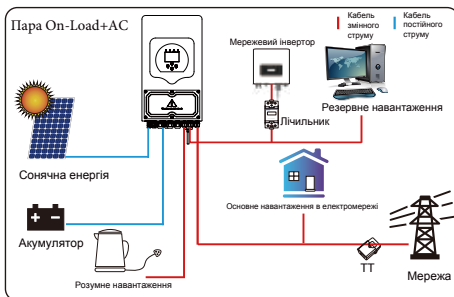 Пара On-Load+AC
Кабель
змінного
струму
Кабель
постійного
струму
Мережевий інвертор
Лічильник
Резервне навантаження
Сонячна енергія
Основне навантаження в електромережі
Акумулятор
ТТ
Мережа
Розумне навантаження